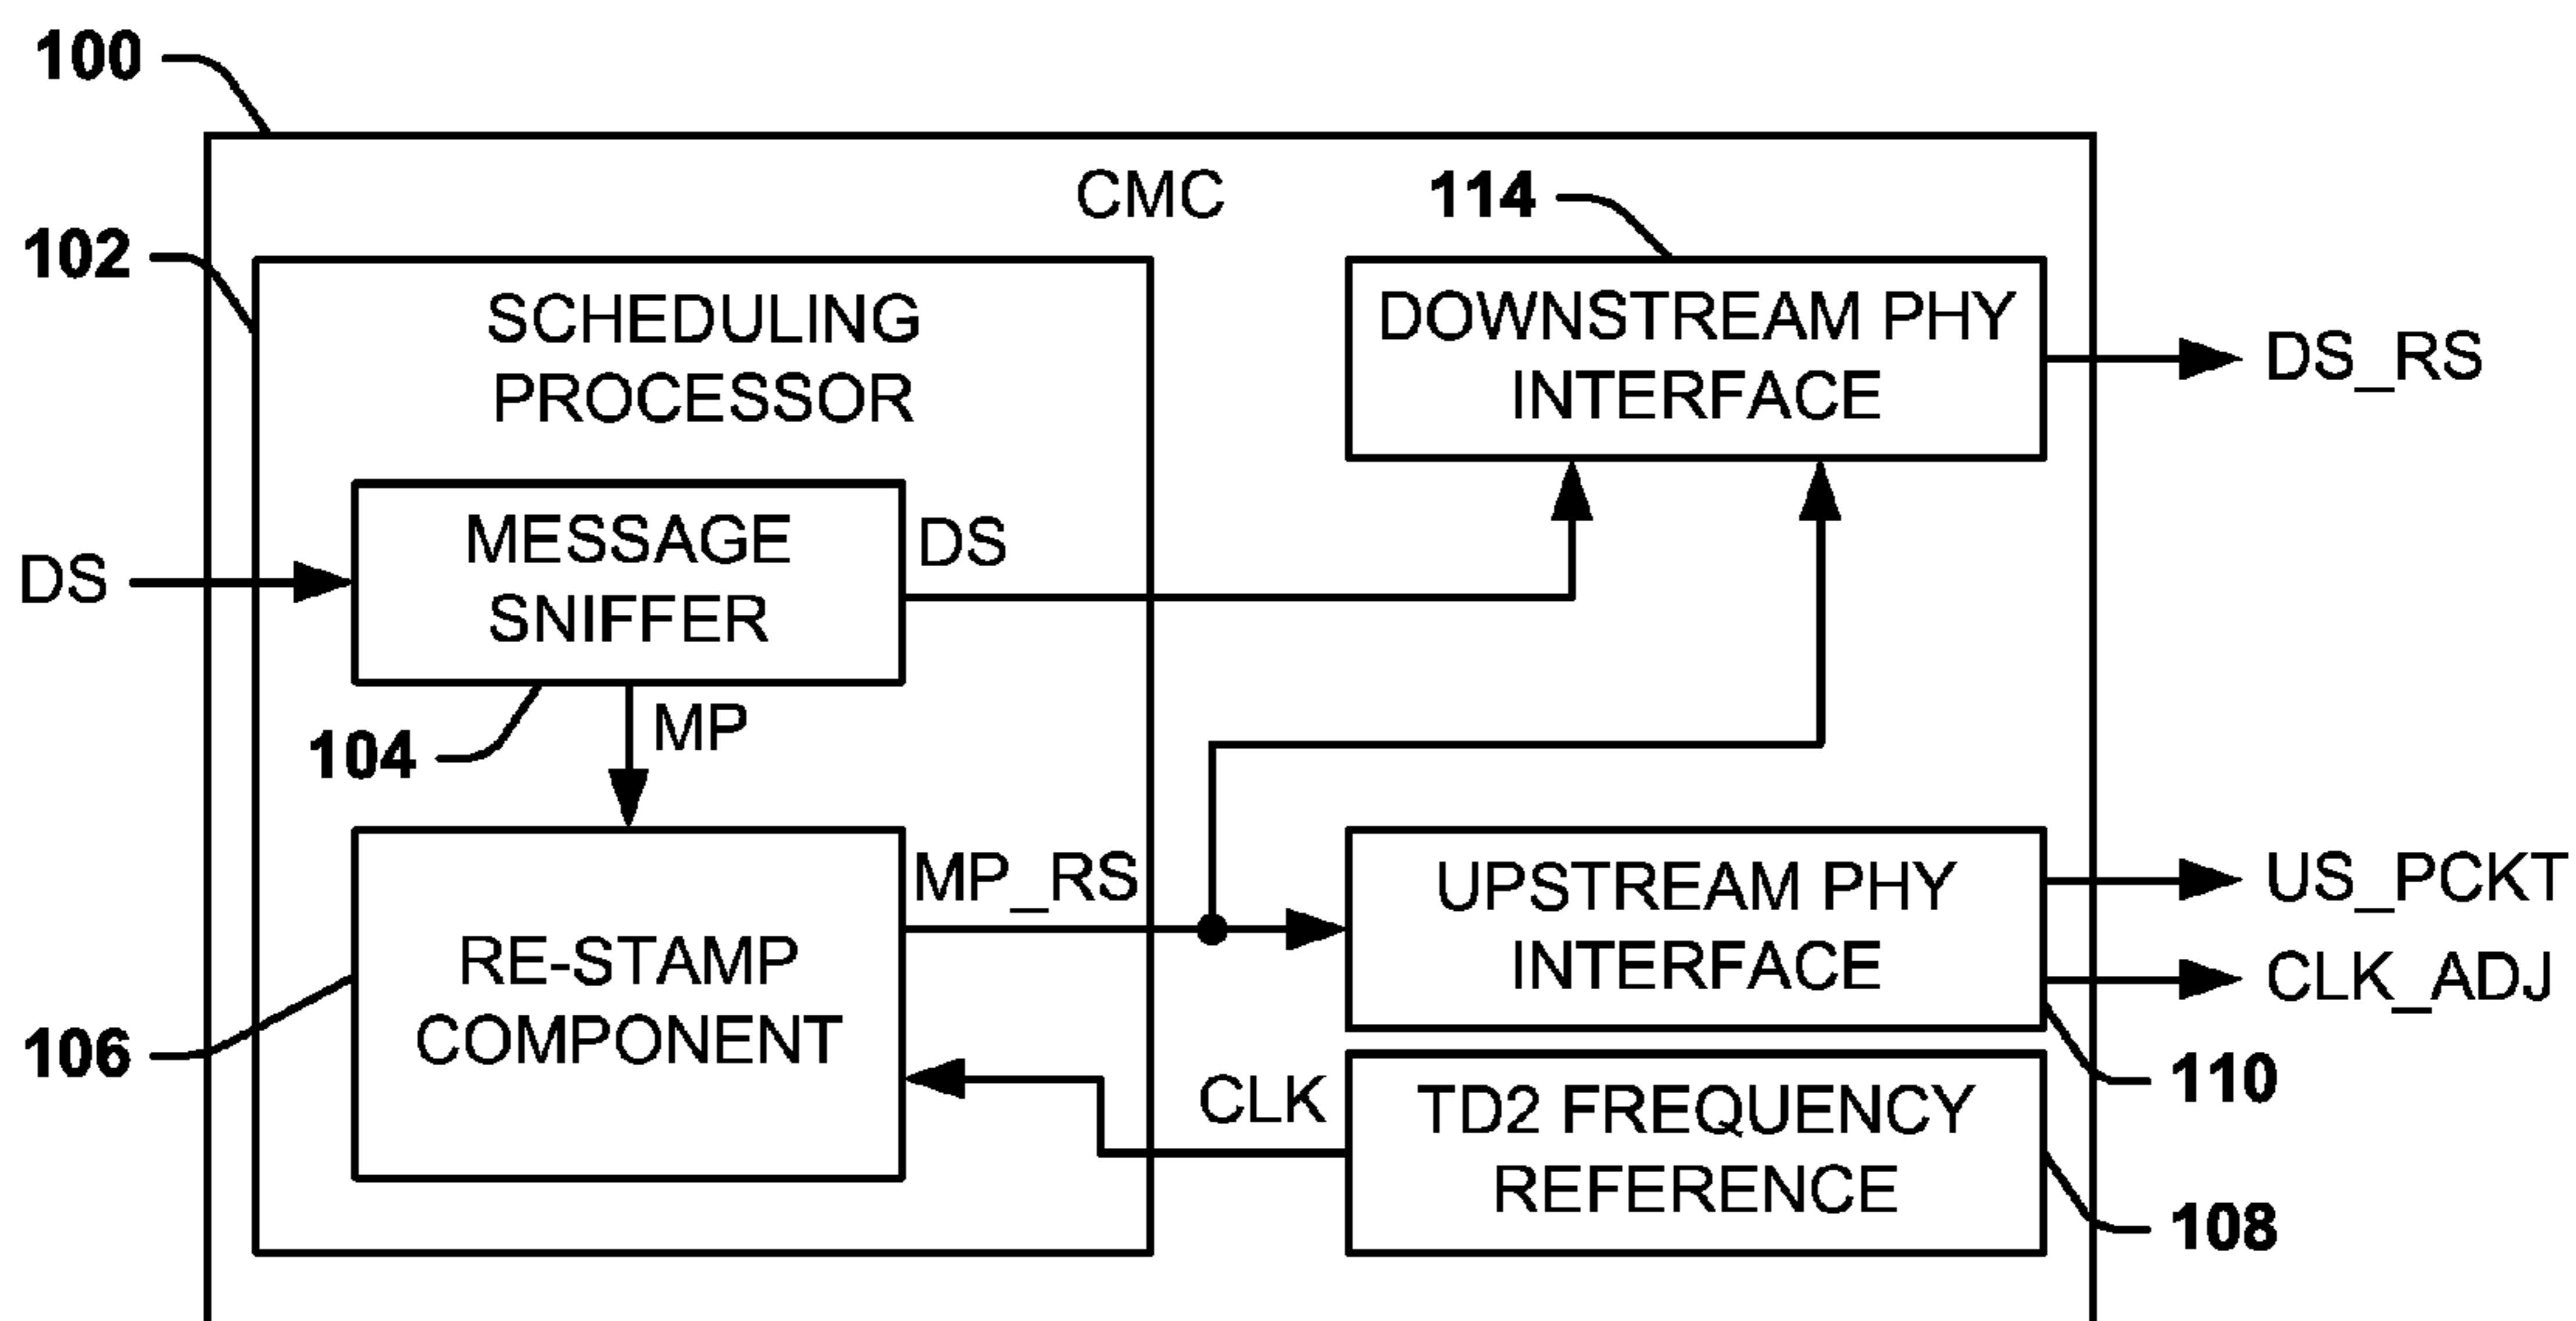 100
CMC
114
102
SCHEDULING
PROCESSOR
DOWNSTREAM PHY
INTERFACE
DS_RS
MESSAGE
SNIFFER
DS
DS
104
MP
MP_RS
UPSTREAM PHY
INTERFACE
US_PCKT
CLK_ADJ
RE-STAMP
COMPONENT
106
CLK
110
TD2 FREQUENCY
REFERENCE
108